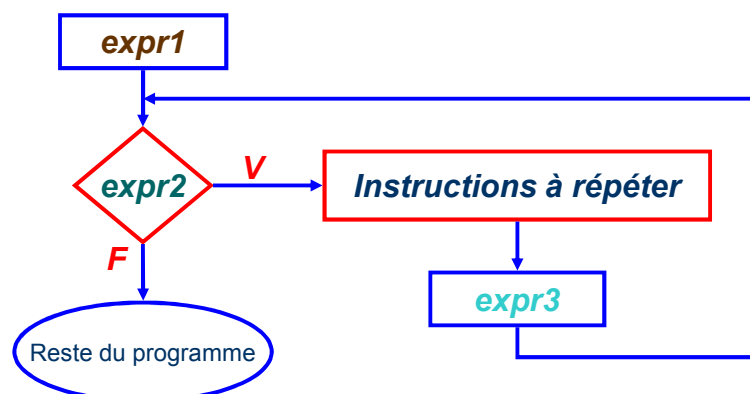 expr1
expr2
V
Instructions à répéter
F
expr3
Reste du programme